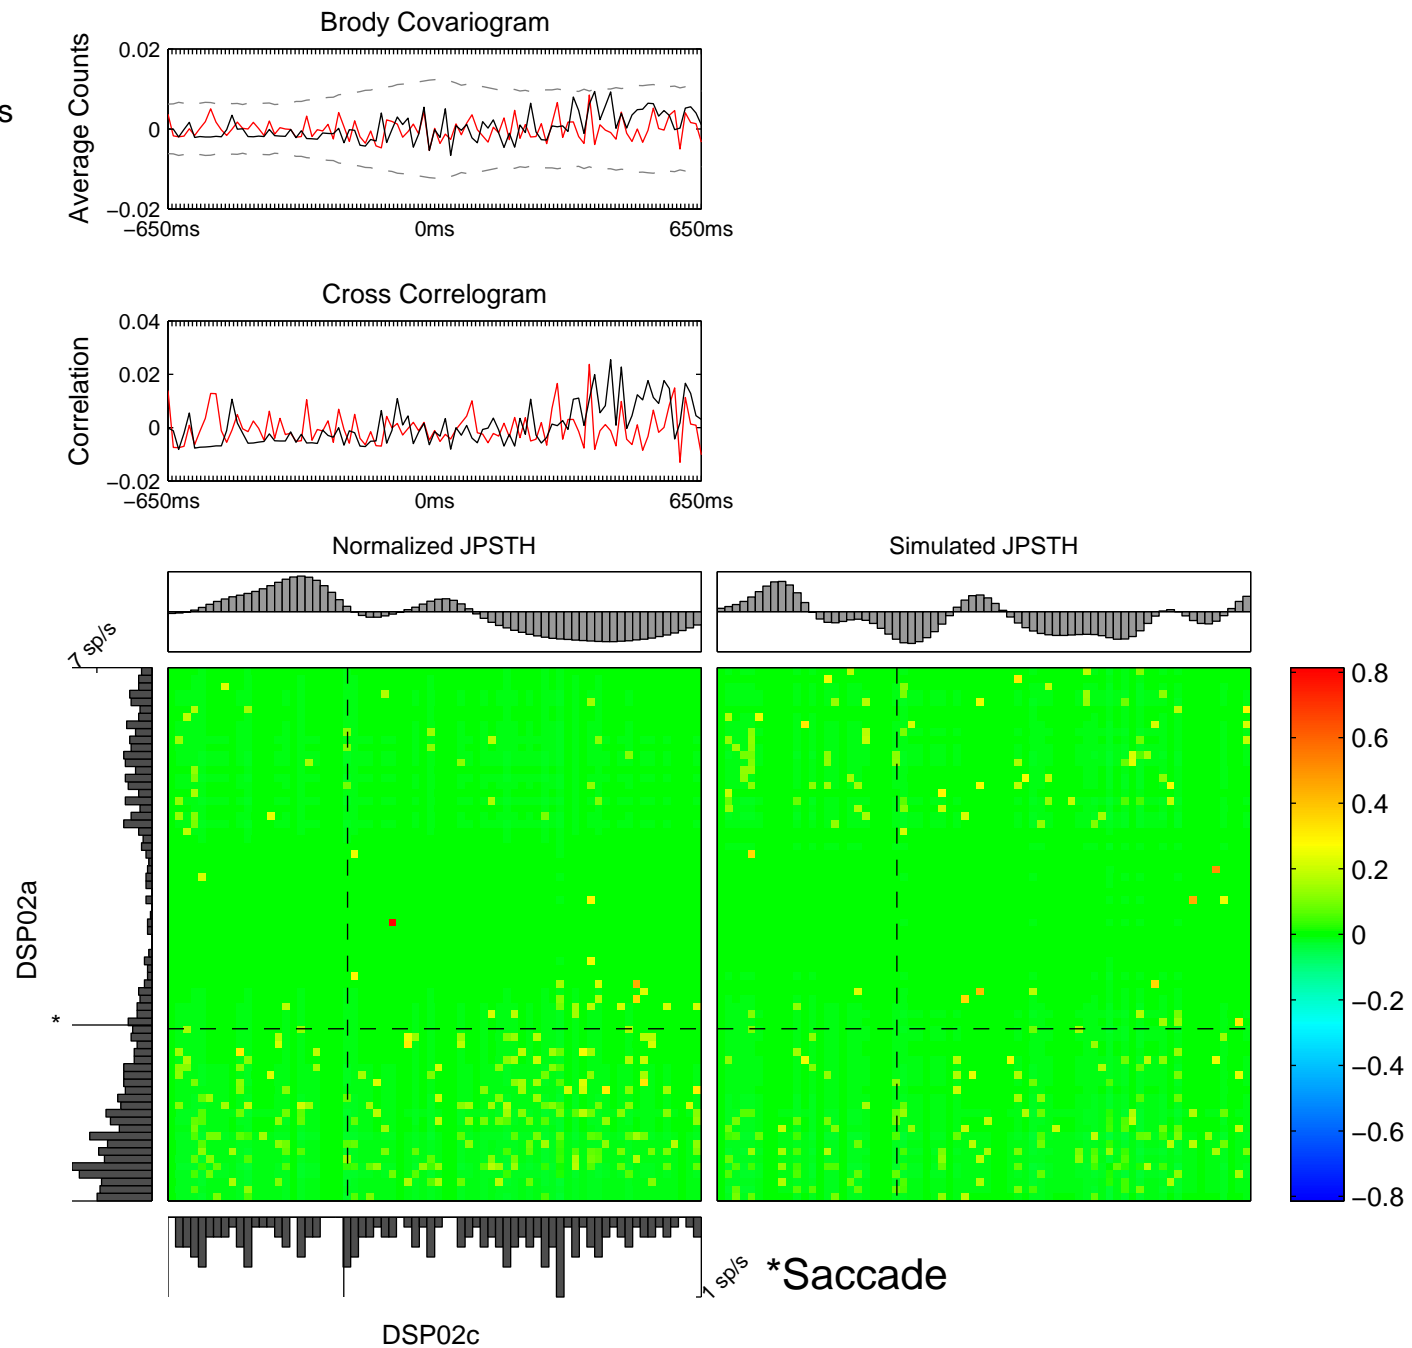 Brody Covariogram
s
Average Counts
0.02
0
−0.02
−650ms
0ms
650ms
Cross Correlogram
Correlation
0.04
0.02
0
−0.02
−650ms
0ms
650ms
Normalized JPSTH
Simulated JPSTH
7 sp/s
DSP02a
*
0.8
0.6
0.4
0.2
0
−0.2
−0.4
−0.6
−0.8
1 sp/s
*Saccade
DSP02c